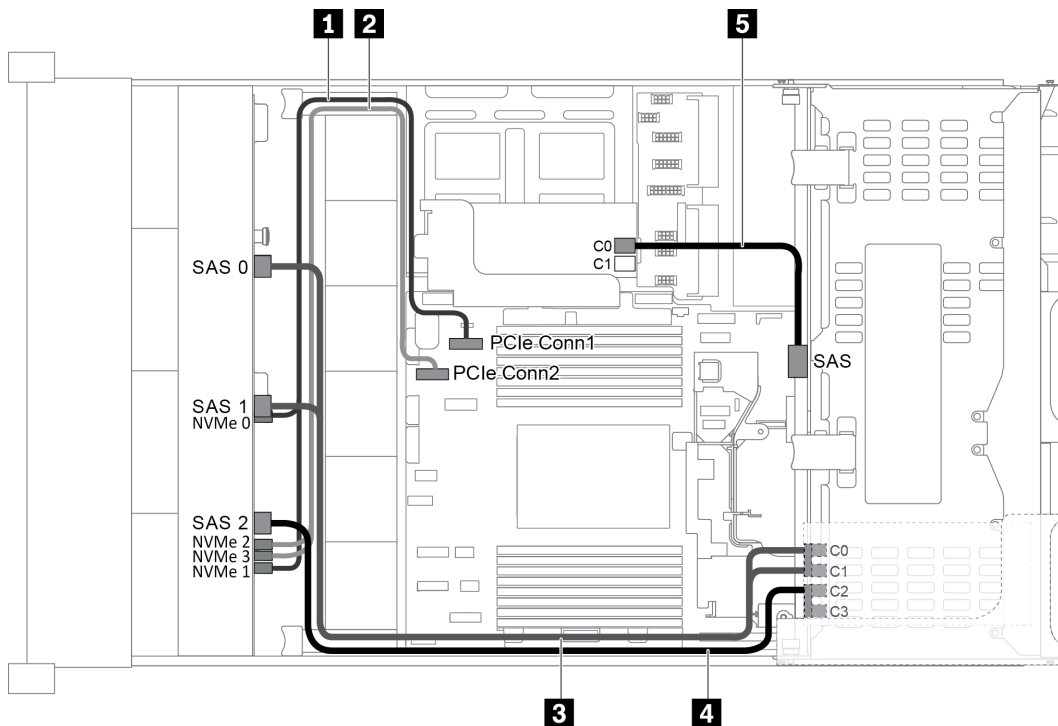 1 2 5
SAS 0
C0
C1
PCIe Conn1
PCIe Conn2
SAS
SAS 1
NVMe 0
SAS 2
NVMe 2
NVMe 3
NVMe 1
C0
C1
C2
C3
3 4